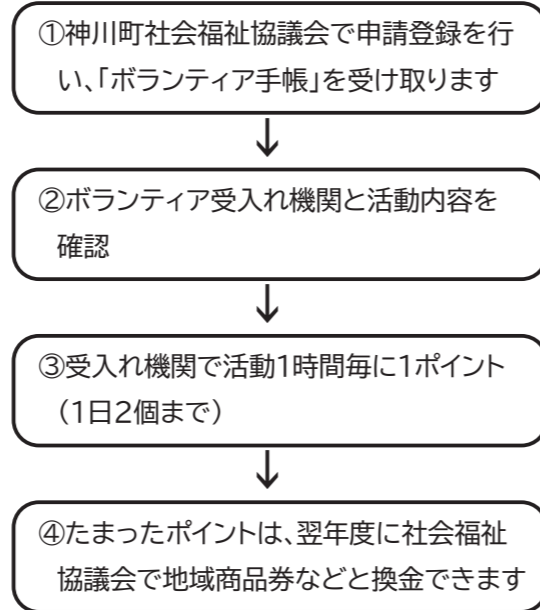 ①神川町社会福祉協議会で申請登録を行
い、「ボランティア手帳」を受け取ります
↓
②ボランティア受入れ機関と活動内容を
確認
↓
③受入れ機関で活動1時間毎に1ポイント
（1日2個まで）
↓
④たまったポイントは、翌年度に社会福祉
協議会で地域商品券などと換金できます